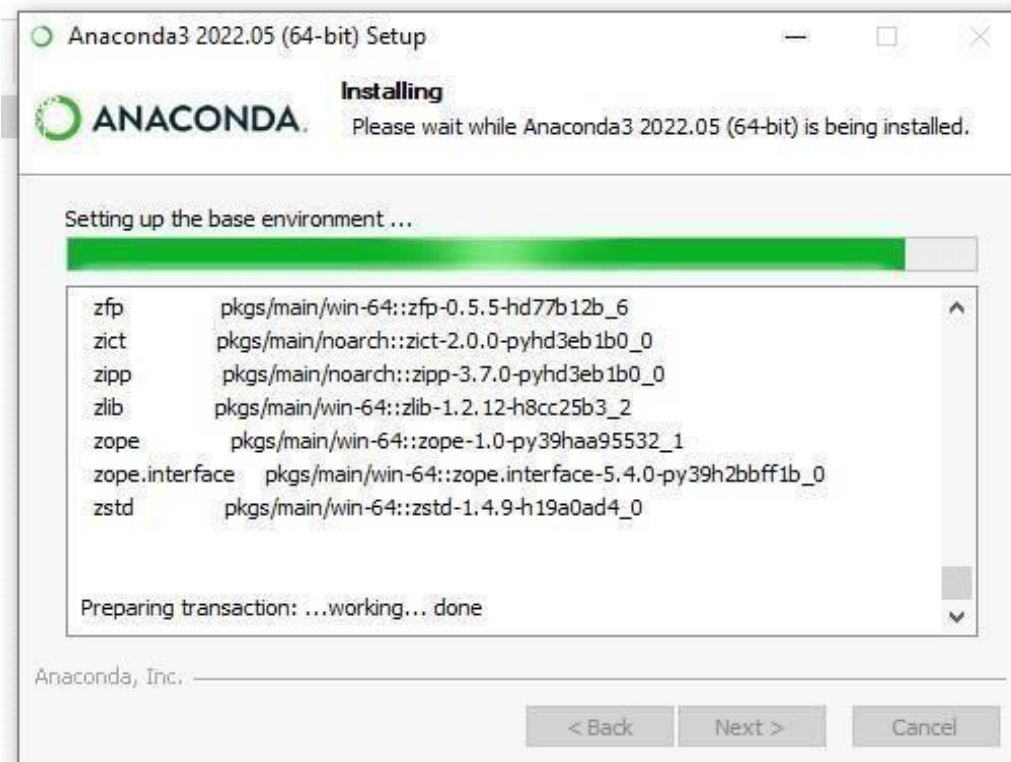 Anaconda3 2022.05 (64-bit) Setup
ANACONDA.
Installing
Please wait while Anaconda3 2022.05 (64-bit) is being installed.
Setting up the base environment ...
zfp pkgs/main/win-64::zfp-0.5.5-hd77b12b_6
zict pkgs/main/noarch::zict-2.0.0-pyhd3eb1b0_0
zipp pkgs/main/noarch::zipp-3.7.0-pyhd3eb1b0_0
zlib pkgs/main/win-64::zlib-1.2.12-h8cc25b3_2
zope pkgs/main/win-64::zope-1.0-py39haa95532_1
zope.interface pkgs/main/win-64::zope.interface-5.4.0-py39h2bbff1b_0
zstd pkgs/main/win-64::zstd-1.4.9-h19a0ad4_0
Preparing transaction: ...working... done
Anaconda, Inc.
< Back Next > Cancel